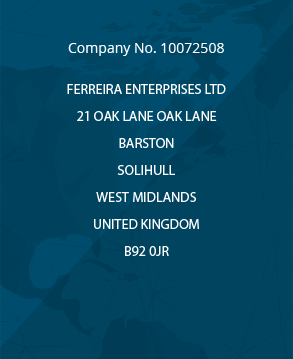 Company No. 10072508
FERREIRA ENTERPRISES LTD
21 OAK LANE OAK LANE
BARSTON
SOLIHULL
WEST MIDLANDS
UNITED KINGDOM
B92 0JR